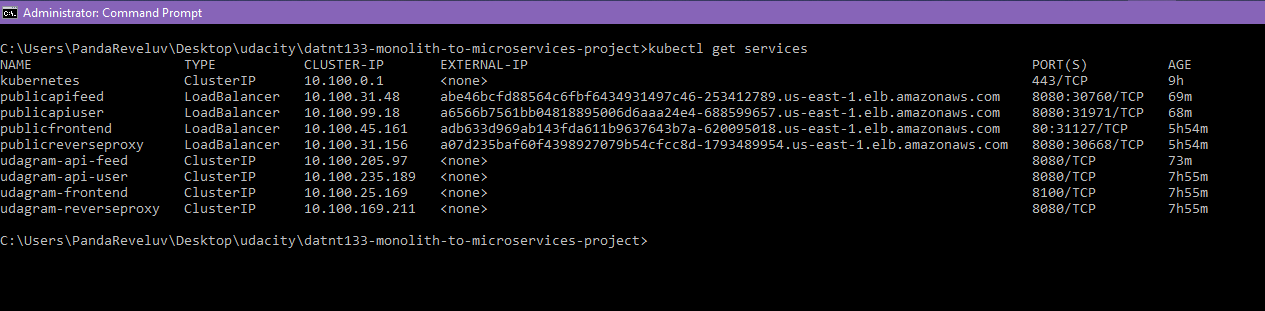 Administrator: Command Prompt
C:\Users\PandaReveluv\Desktop\udacity\datnt133-monolith-to-microservices-project>kubectl get services
NAME TYPE CLUSTER-IP EXTERNAL-IP PORT(S) AGE
kubernetes ClusterIP 10.100.0.1 <none> 443/TCP 9h
publicapifeed LoadBalancer 10.100.31.48 abe46bcfd88564c6fbf6434931497c46-253412789.us-east-1.elb.amazonaws.com 8080:30760/TCP 69m
publicapiuser LoadBalancer 10.100.99.18 a6566b7561bb04818895006d6aaa24e4-688599657.us-east-1.elb.amazonaws.com 8080:31971/TCP 68m
publicfrontend LoadBalancer 10.100.45.161 adb633d969ab143fda611b9637643b7a-620095018.us-east-1.elb.amazonaws.com 80:31127/TCP 5h54m
publicreverseproxy LoadBalancer 10.100.31.156 a07d235baf60f4398927079b54cfcc8d-1793489954.us-east-1.elb.amazonaws.com 8080:30668/TCP 5h54m
udagram-api-feed ClusterIP 10.100.205.97 <none> 8080/TCP 73m
udagram-api-user ClusterIP 10.100.235.189 <none> 8080/TCP 7h55m
udagram-frontend ClusterIP 10.100.25.169 <none> 8100/TCP 7h55m
udagram-reverseproxy ClusterIP 10.100.169.211 <none> 8080/TCP 7h55m
C:\Users\PandaReveluv\Desktop\udacity\datnt133-monolith-to-microservices-project>